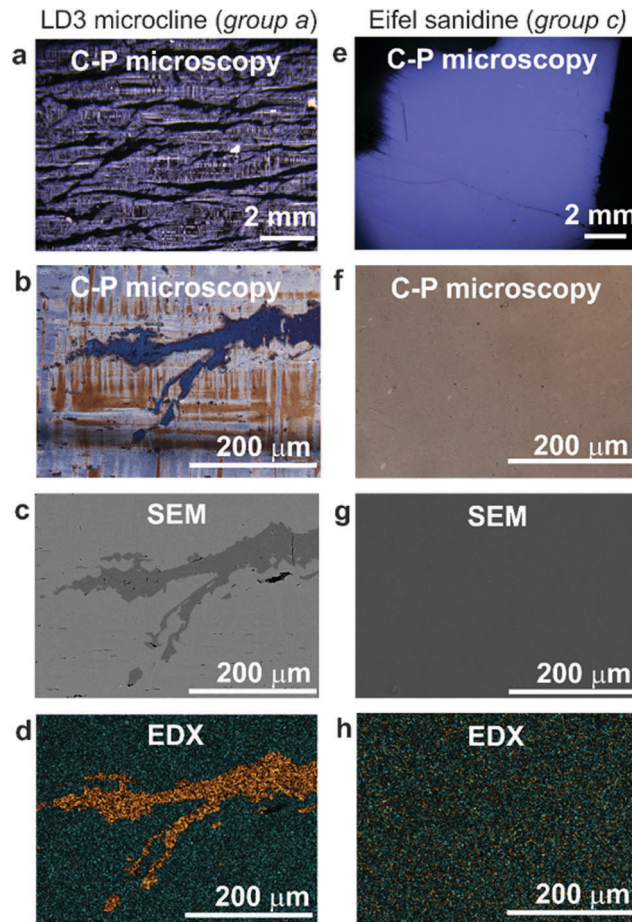 LD3 microcline (group a)
Eifel sanidine (group c)
a
C-P microscopy
2 mm
e
C-P microscopy
2 mm
b
C-P microscopy
200 μm
f
C-P microscopy
200 μm
c
SEM
200 μm
g
SEM
200 μm
d
EDX
200 μm
h
EDX
200 μm